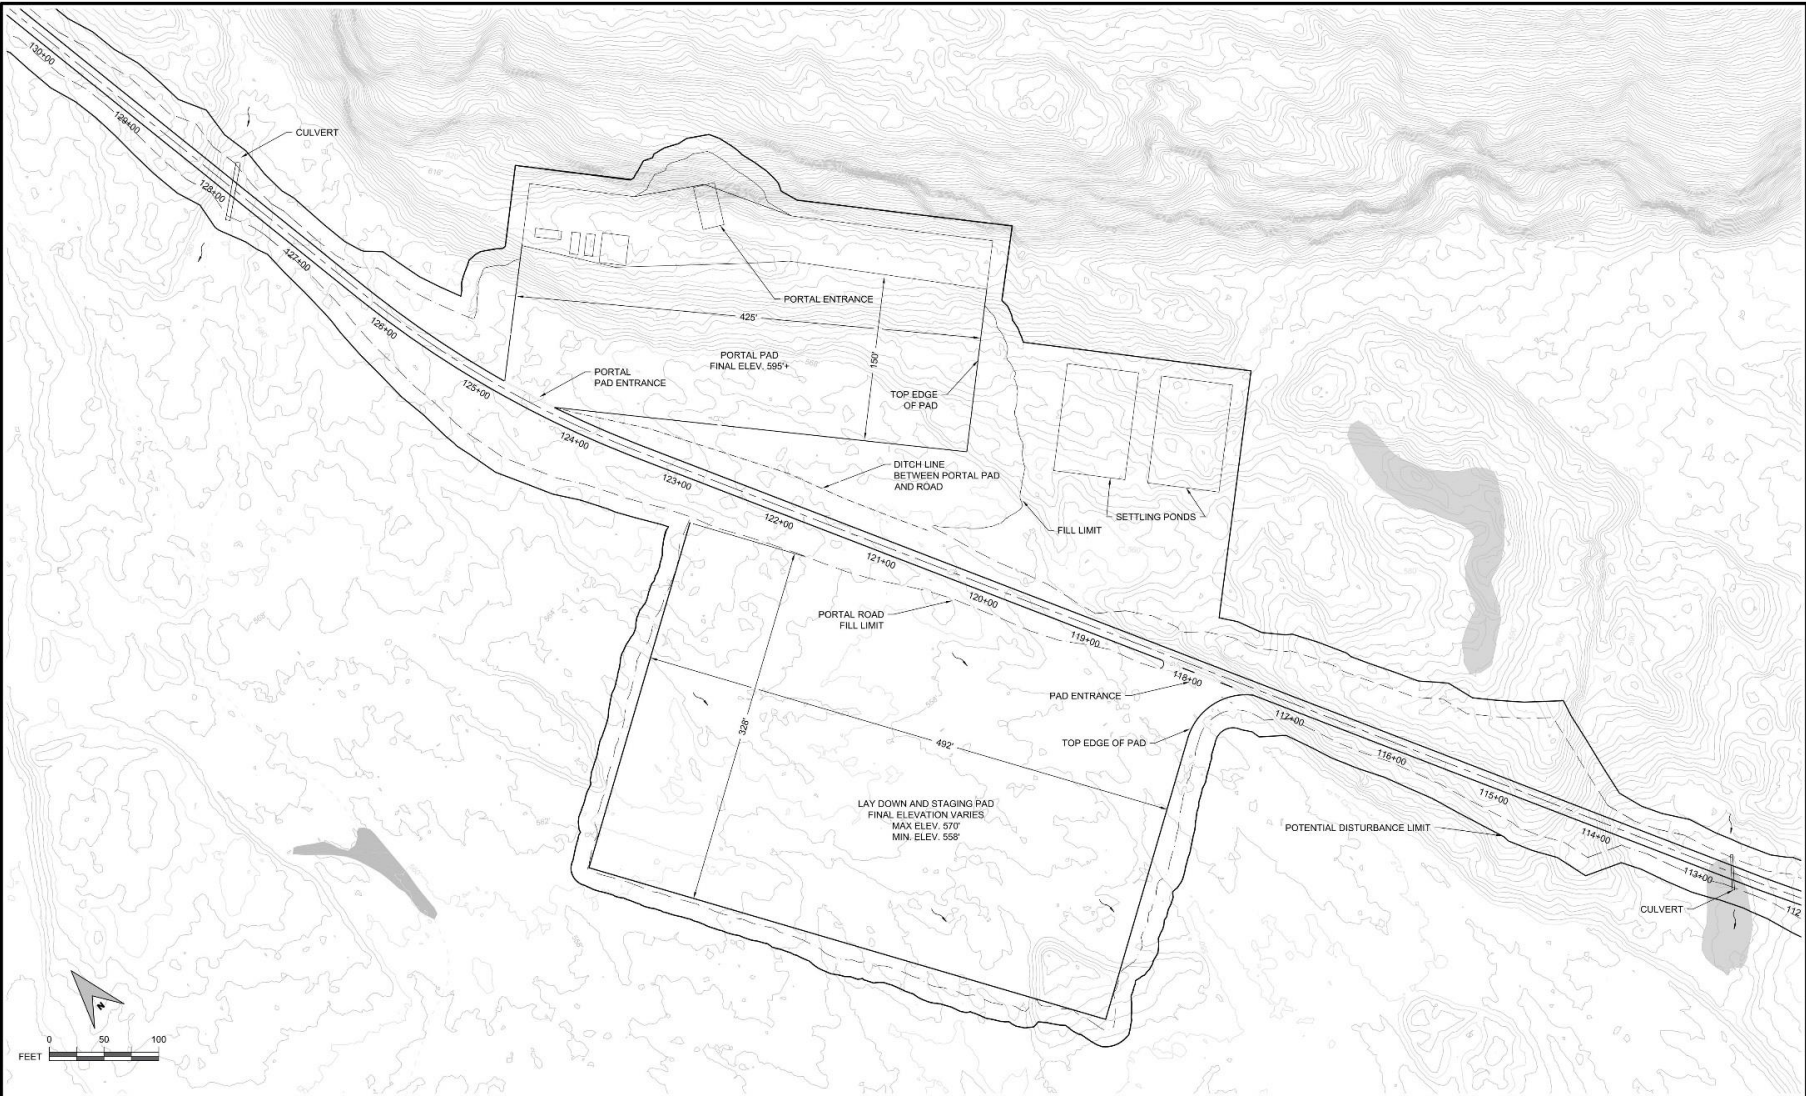 130+00
129+00
CULVERT
128+00
127+00
126+00
125+00
PORTAL ENTRANCE
425'
150'
PORTAL PAD
FINAL ELEV. 595'±
PORTAL
PAD ENTRANCE
TOP EDGE
OF PAD
124+00
123+00
122+00
121+00
120+00
119+00
118+00
117+00
116+00
115+00
114+00
113+00
112
DITCH LINE
BETWEEN PORTAL PAD
AND ROAD
SETTLING PONDS
FILL LIMIT
PORTAL ROAD
FILL LIMIT
PAD ENTRANCE
328'
492'
TOP EDGE OF PAD
LAY DOWN AND STAGING PAD
FINAL ELEVATION VARIES
MAX ELEV. 570'
MIN. ELEV. 558'
POTENTIAL DISTURBANCE LIMIT
CULVERT
N
0 50 100
FEET